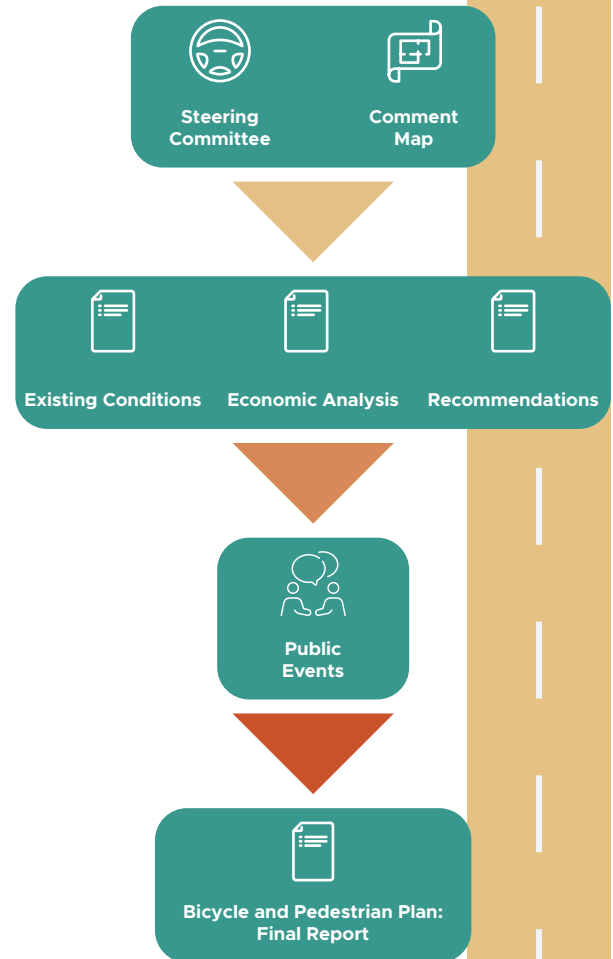 Steering
Committee
Comment
Map
Existing Conditions
Economic Analysis
Recommendations
Public
Events
Bicycle and Pedestrian Plan:
Final Report